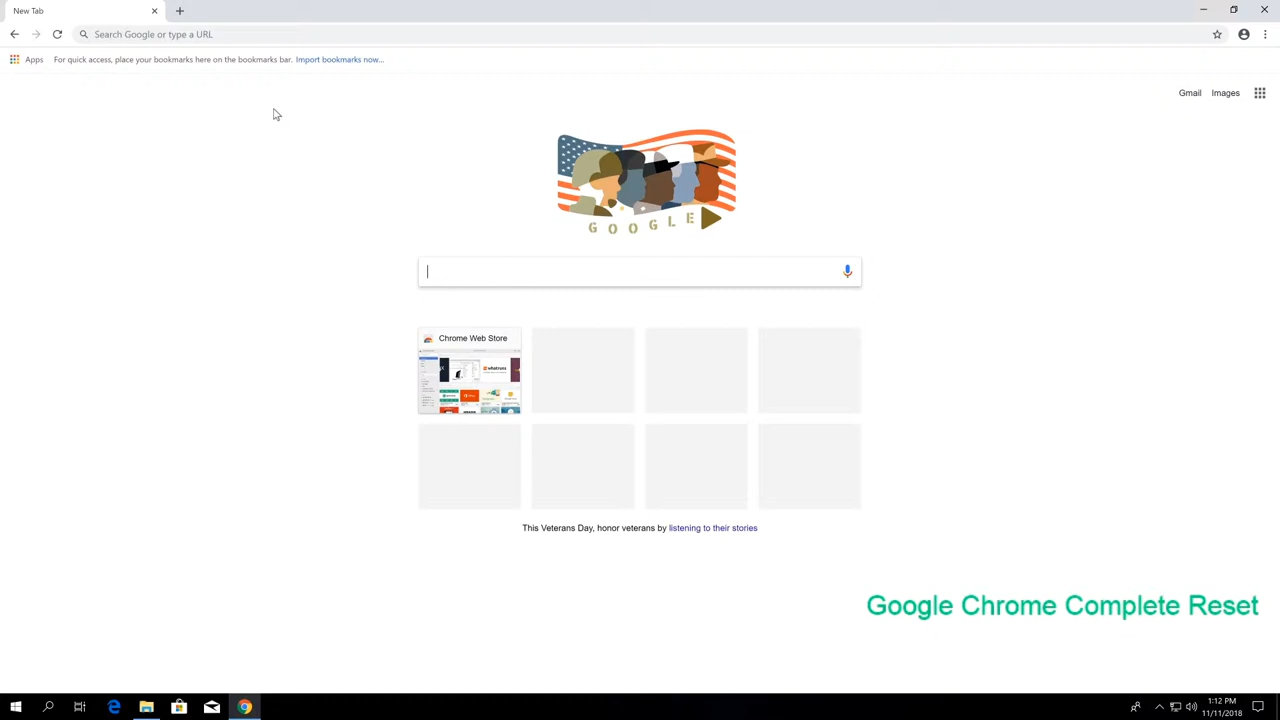 New Tab
Search Google or type a URL
Apps For quick access, place your bookmarks here on the bookmarks bar. Import bookmarks now...
Gmail Images
GOOGLE
Chrome Web Store
whatruns
This Veterans Day, honor veterans by listening to their stories
Google Chrome Complete Reset
1:12 PM
11/11/2018